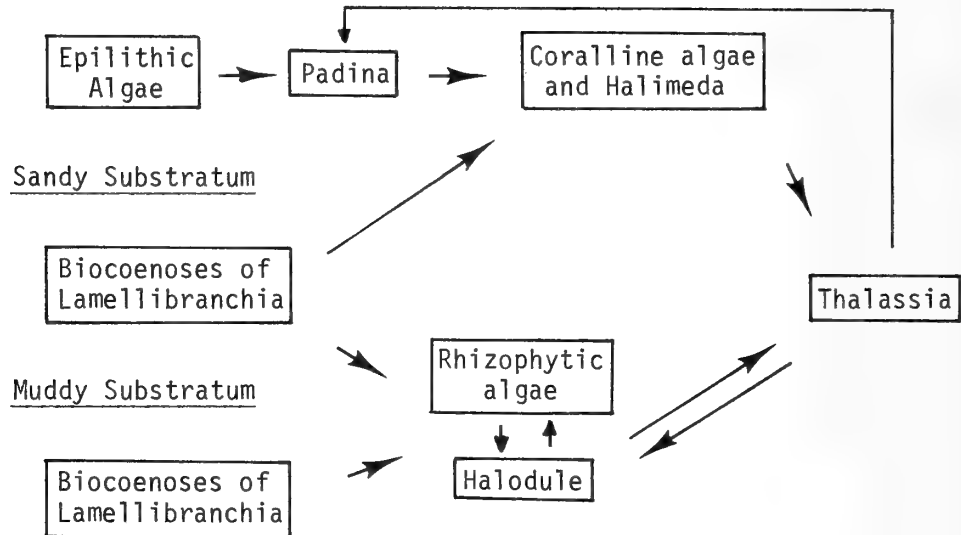 Epilithic
Algae
Padina
Coralline algae
and Halimeda
Sandy Substratum
Biocoenoses of
Lamellibranchia
Thalassia
Rhizophytic
algae
Muddy Substratum
Halodule
Biocoenoses of
Lamellibranchia